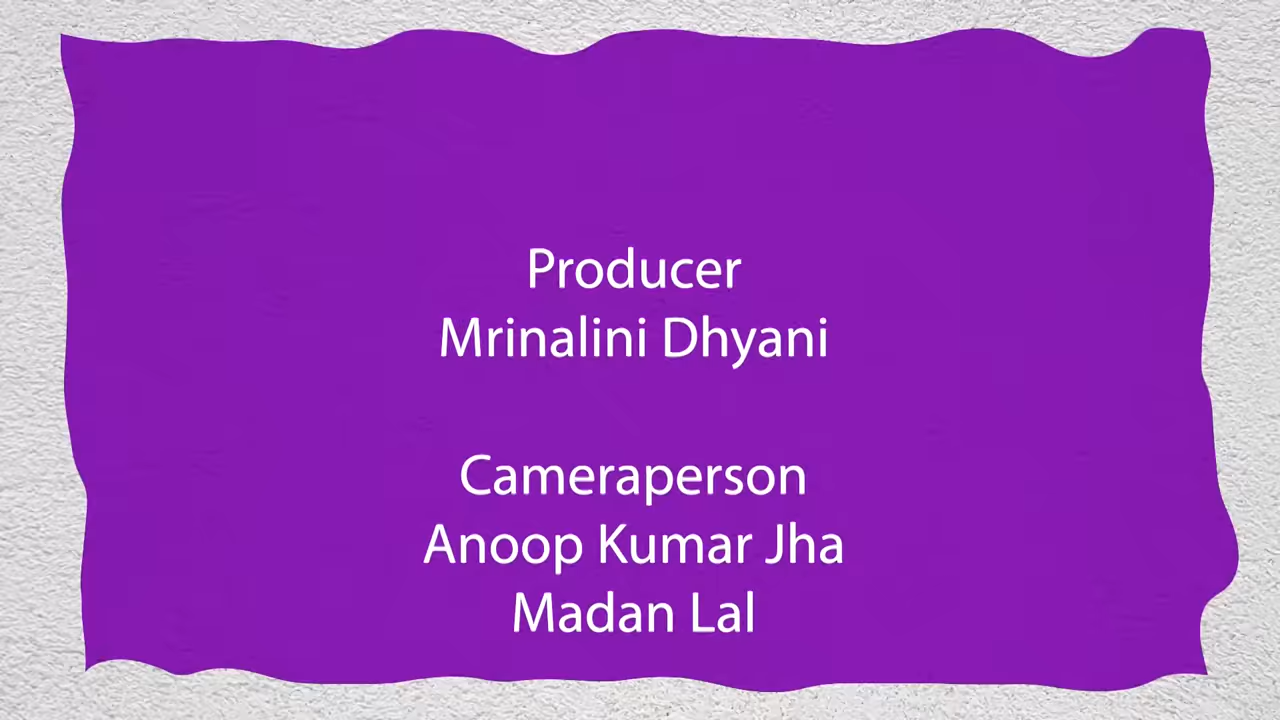 Producer
Mrinalini Dhyani
Cameraperson
Anoop Kumar Jha
Madan Lal